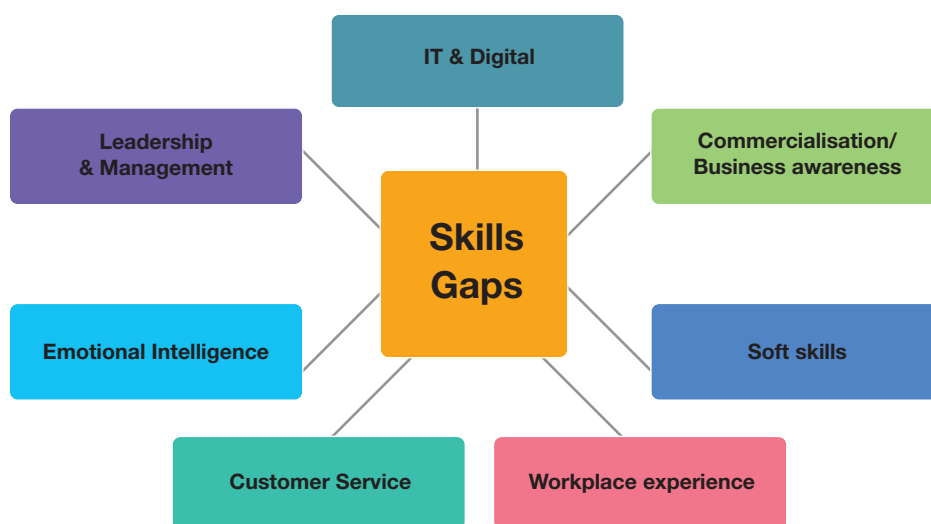 IT & Digital
Leadership
& Management
Commercialisation/
Business awareness
Skills
Gaps
Emotional Intelligence
Soft skills
Customer Service
Workplace experience